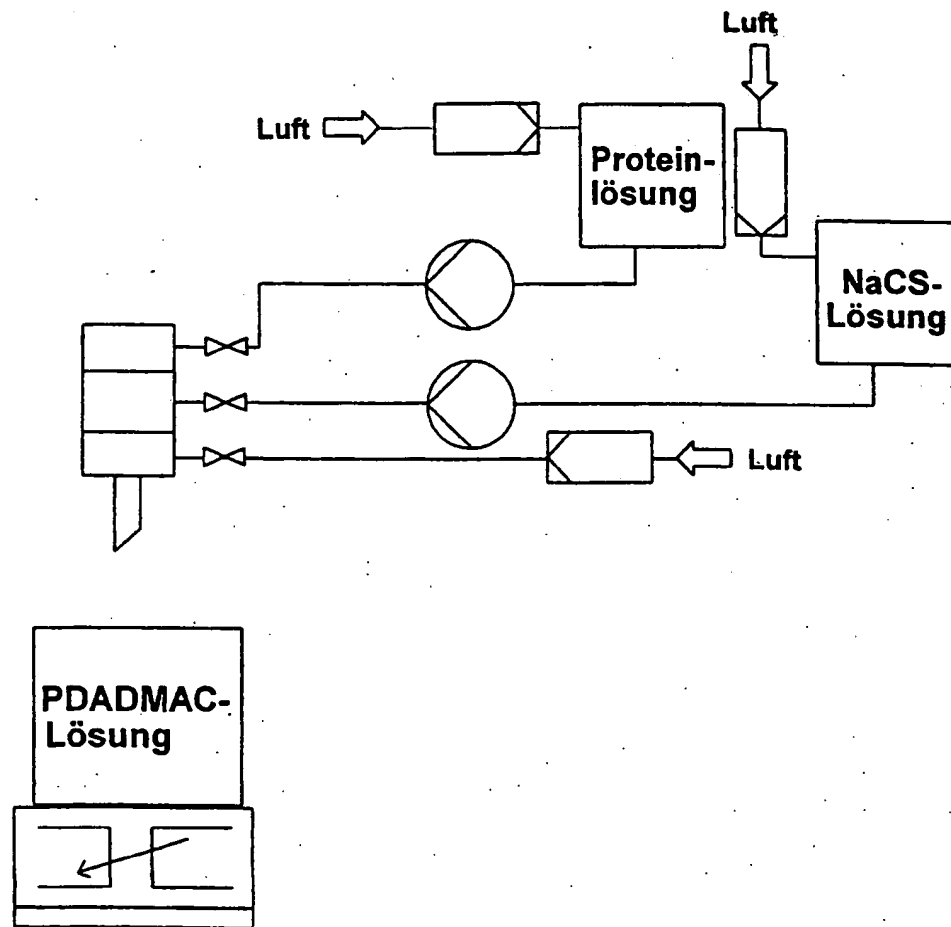 Luft
Luft
Protein-
lösung
NaCS-
Lösung
Luft
PDADMAC-
Lösung